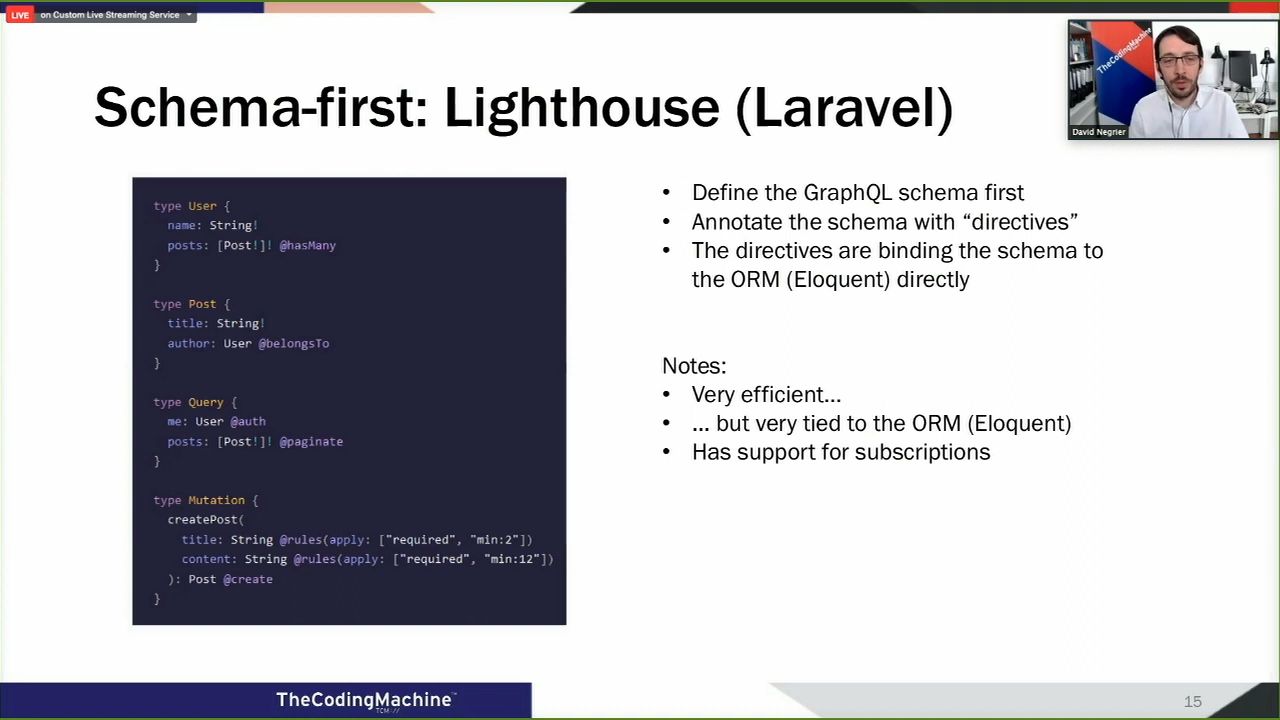 LIVE on Custom Live Streaming Service
Schema-first: Lighthouse (Laravel)
TheCodingMachine
David Negrier
type User {
name: String!
posts: [Post!]! @hasMany
}
type Post {
title: String!
author: User @belongsTo
}
type Query {
me: User @auth
posts: [Post!]! @paginate
}
type Mutation {
createPost(
title: String @rules(apply: ["required", "min:2"])
content: String @rules(apply: ["required", "min:12"])
): Post @create
}
• Define the GraphQL schema first
• Annotate the schema with “directives”
• The directives are binding the schema to
the ORM (Eloquent) directly
Notes:
• Very efficient...
• ... but very tied to the ORM (Eloquent)
• Has support for subscriptions
TheCodingMachine™
TCM://
15